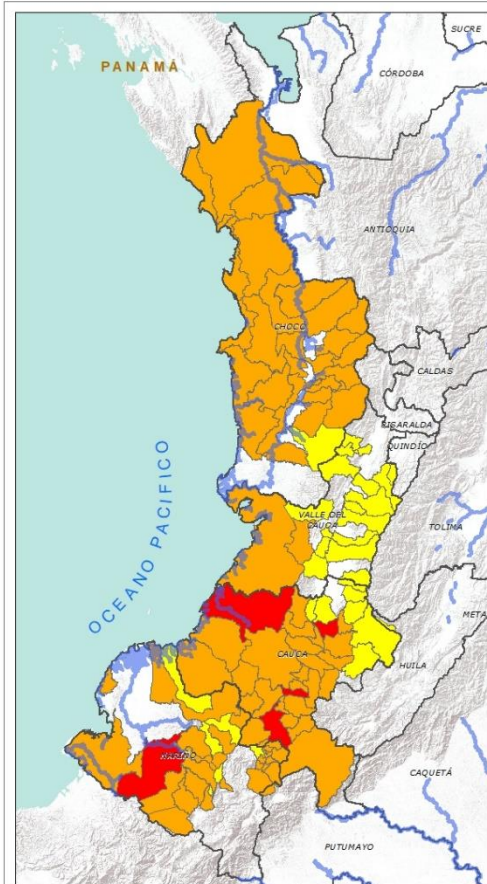 SUCRE
PANAMÁ
CÓRDOBA
ANTIOQUIA
CHOCÓ
CALDAS
RISARALDA
QUINDÍO
OCEANO PACÍFICO
VALLE DEL
CAUCA
TOLIMA
META
CAUCA
HUILA
NARIÑO
CAQUETÁ
PUTUMAYO